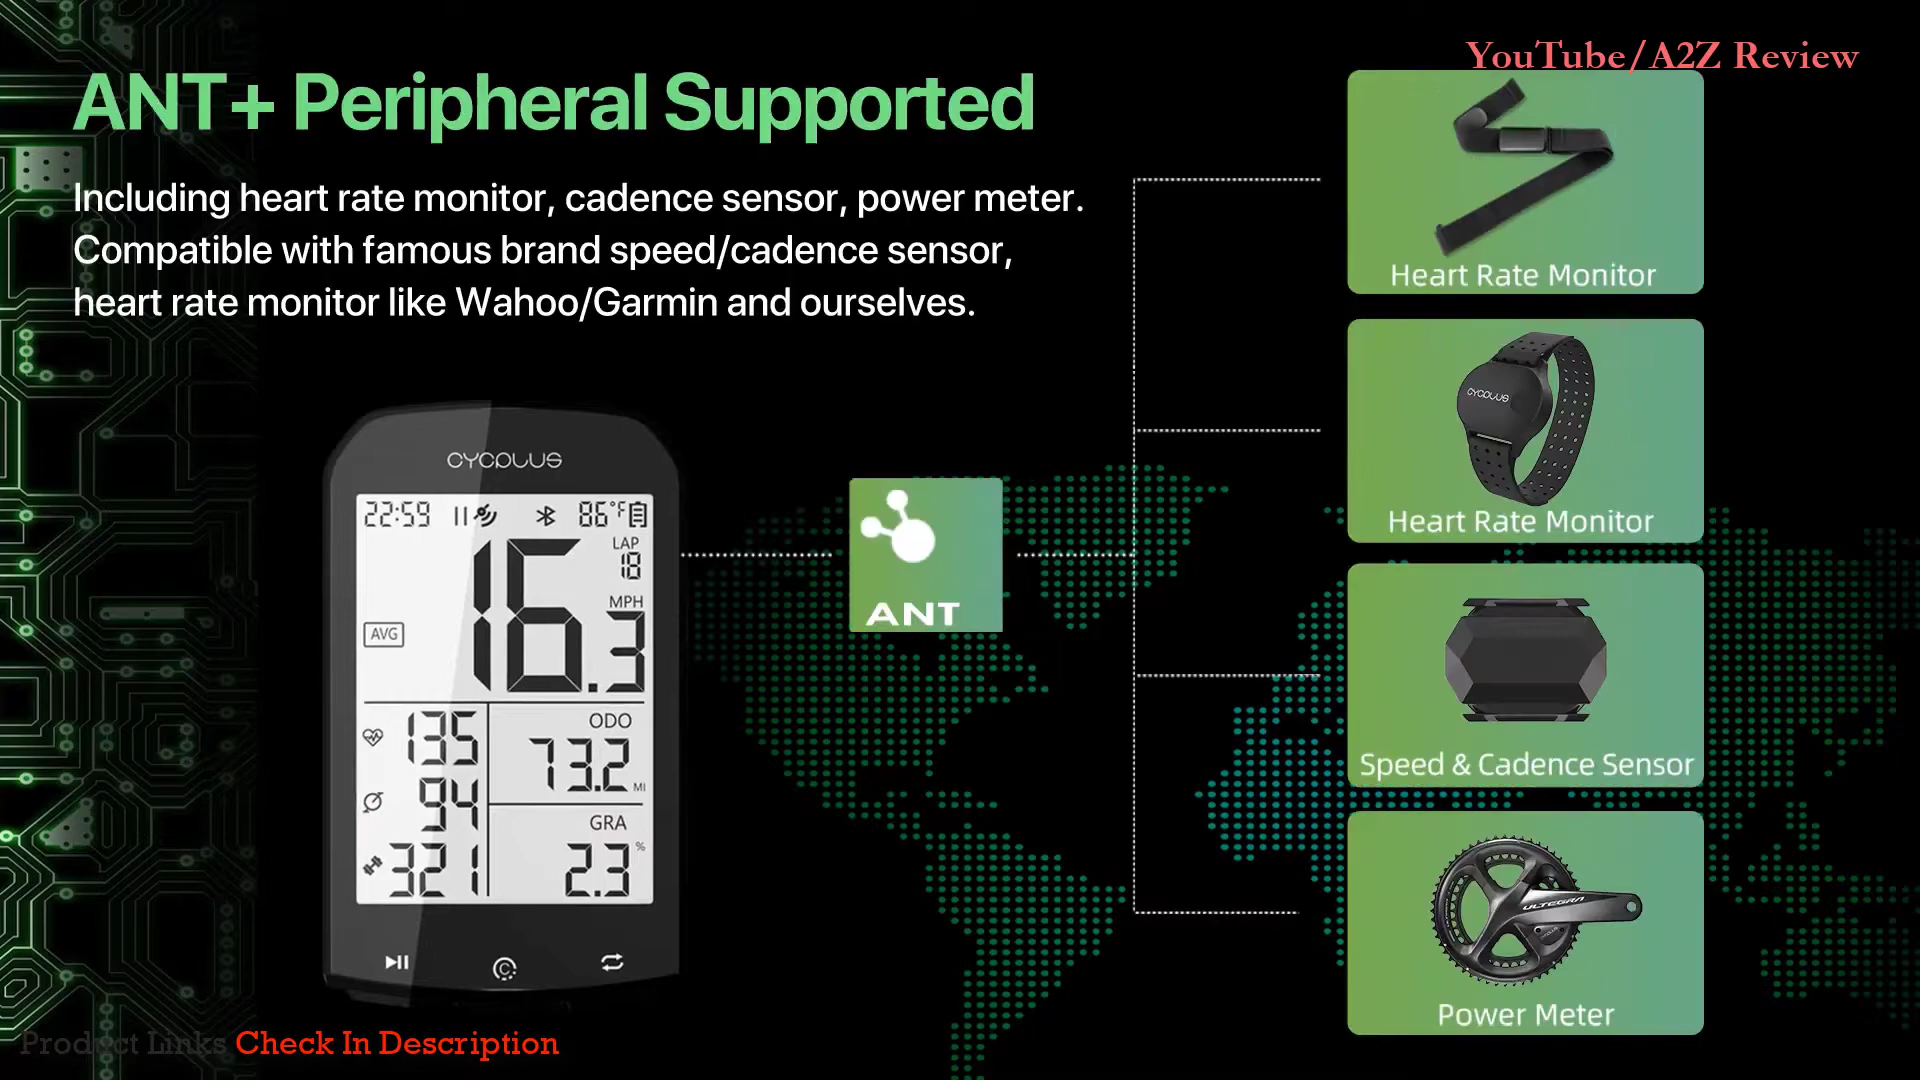 YouTube/A2Z Review
ANT+ Peripheral Supported
Including heart rate monitor, cadence sensor, power meter.
Compatible with famous brand speed/cadence sensor,
heart rate monitor like Wahoo/Garmin and ourselves.
CYCPLUS
22:59 86°F
LAP
18
16.3
MPH
AVG
135
ODO
73.2 MI
94
GRA
321
2.3 %
ANT
Heart Rate Monitor
CYCPLUS
Heart Rate Monitor
Speed & Cadence Sensor
ULTEGRA
CYCPLUS
Power Meter
Product Links Check In Description